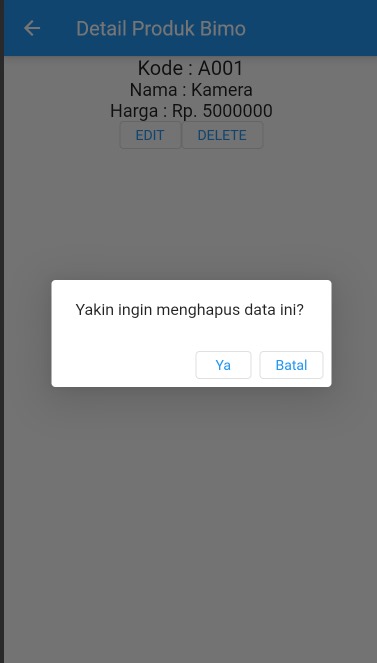 Detail Produk Bimo
Kode : A001
Nama : Kamera
Harga : Rp. 5000000
EDIT DELETE
Yakin ingin menghapus data ini?
Ya Batal